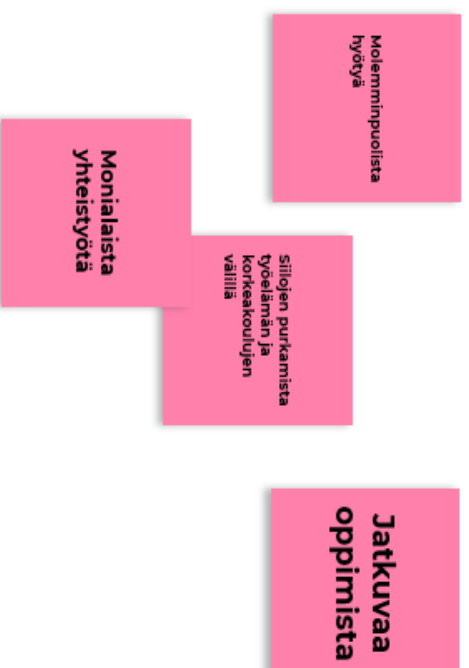 Molemminpuolista
hyötyä
Jatkuvaa
oppimista
Siilojen purkamista
työelämän ja
korkeakoulujen
välillä
Monialaista
yhteistyötä